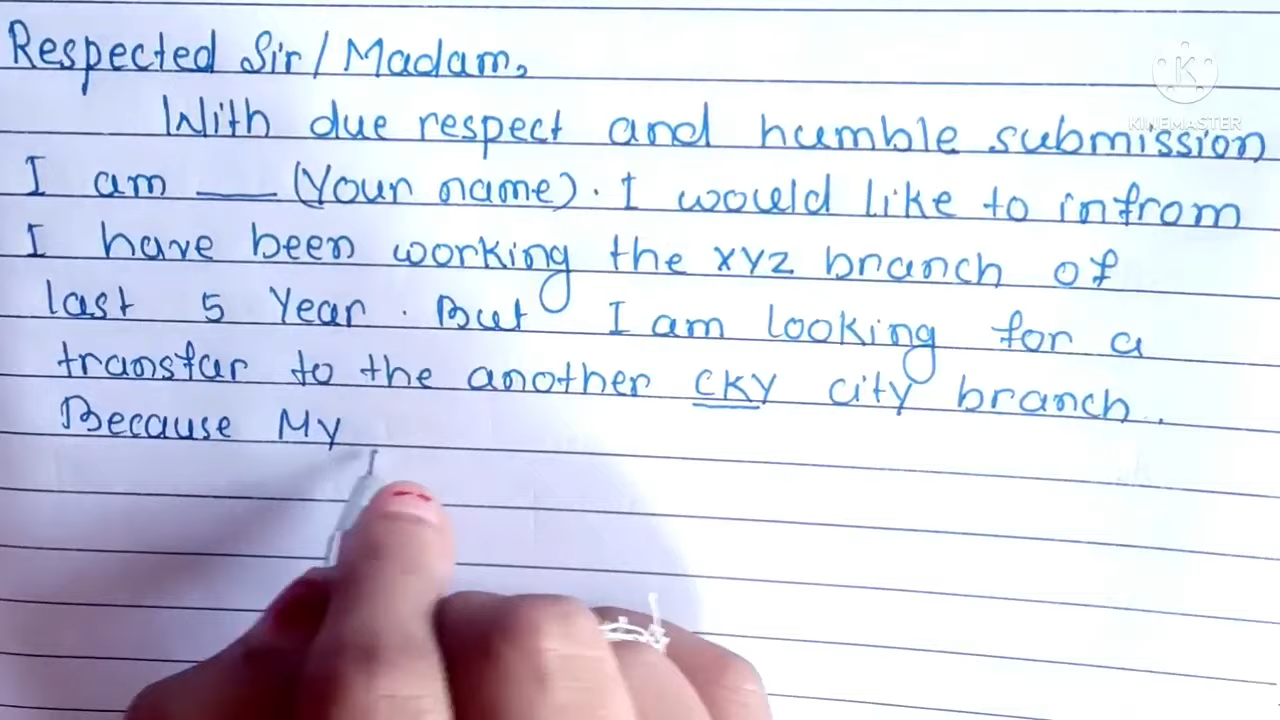 Respected Sir/Madam,
With due respect and humble submission
I am ___ (Your name). I would like to infrom
I have been working the XYZ branch of
last 5 Year. But I am looking for a
transfar to the another CKY city branch.
Because My
K
KINEMASTER